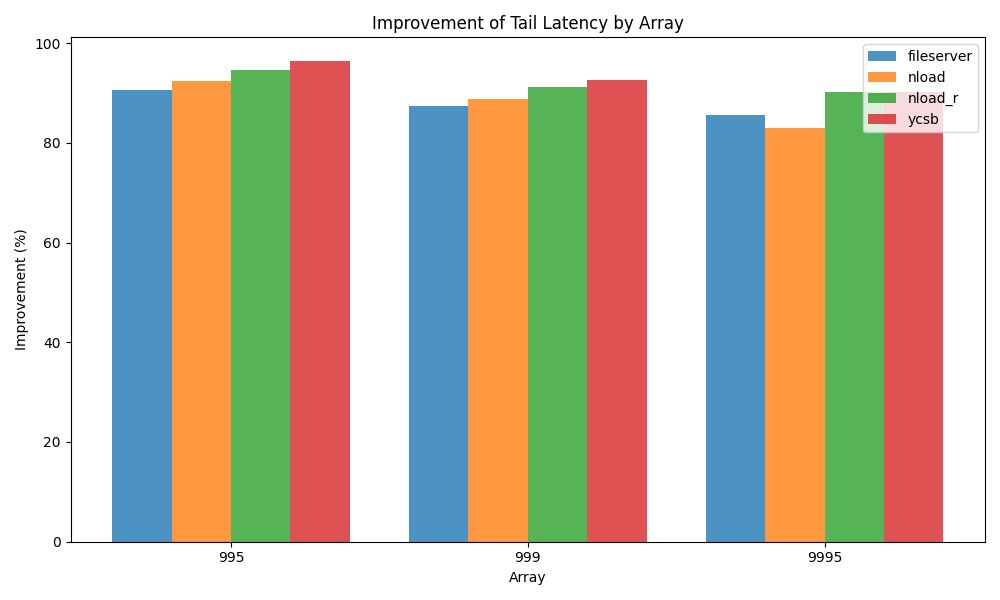 Improvement of Tail Latency by Array
Improvement (%)
100
80
60
40
20
0
995
999
9995
Array
fileserver
nload
nload_r
ycsb